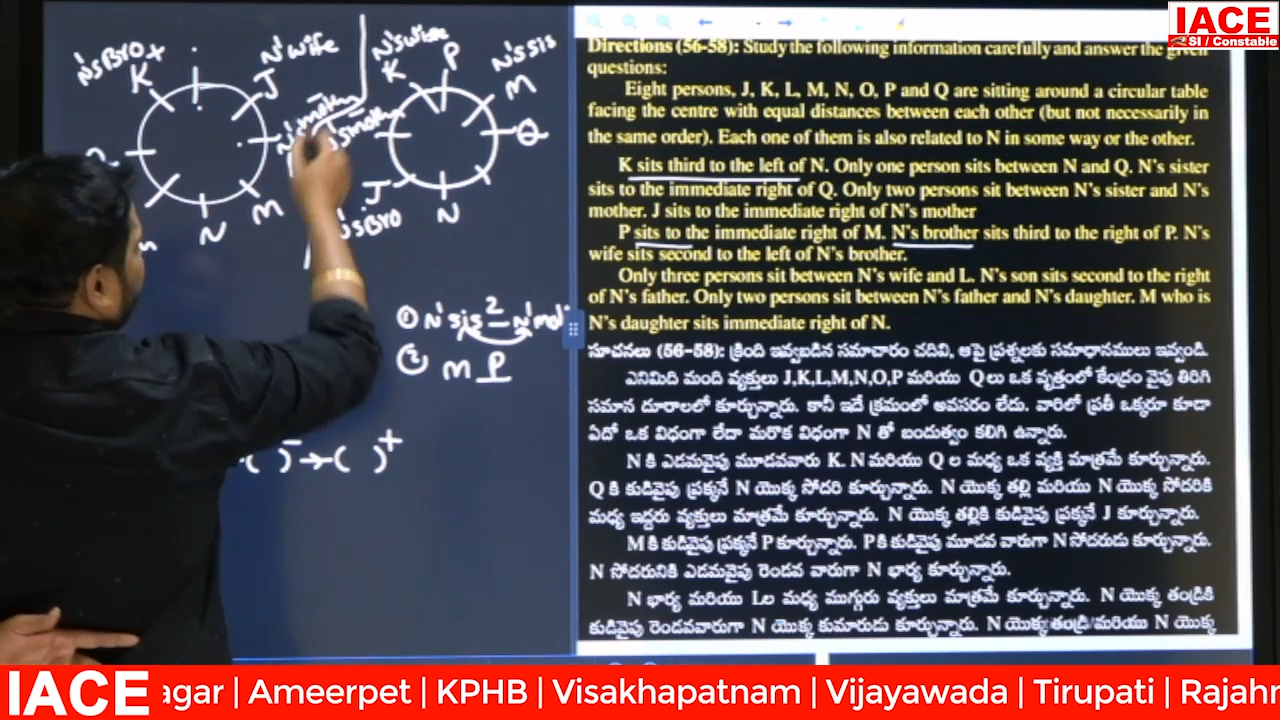 IACE
SI / Constable
Directions (56-58): Study the following information carefully and answer the given
questions:
Eight persons, J, K, L, M, N, O, P and Q are sitting around a circular table
facing the centre with equal distances between each other (but not necessarily in
the same order). Each one of them is also related to N in some way or the other.
K sits third to the left of N. Only one person sits between N and Q. N's sister
sits to the immediate right of Q. Only two persons sit between N's sister and N's
mother. J sits to the immediate right of N's mother
P sits to the immediate right of M. N's brother sits third to the right of P. N's
wife sits second to the left of N's brother.
Only three persons sit between N's wife and L. N's son sits second to the right
of N's father. Only two persons sit between N's father and N's daughter. M who is
N's daughter sits immediate right of N.
సూచనలు (56-58): క్రింది ఇవ్వబడిన సమాచారం చదివి, ఆపై ప్రశ్నలకు సమాధానములు ఇవ్వండి.
ఎనిమిది మంది వ్యక్తులు J,K,L,M,N,O,P మరియు Q లు ఒక వృత్తంలో కేంద్రం వైపు తిరిగి
సమాన దూరాలలో కూర్చున్నారు. కానీ ఇదే క్రమంలో అవసరం లేదు. వారిలో ప్రతీ ఒక్కరూ కూడా
ఏదో ఒక విధంగా లేదా మరొక విధంగా N తో బందుత్వం కలిగి ఉన్నారు.
N కి ఎడమవైపు మూడవవారు K. N మరియు Q ల మధ్య ఒక వ్యక్తి మాత్రమే కూర్చున్నారు.
Q కి కుడివైపు ప్రక్కనే N యొక్క సోదరి కూర్చున్నారు. N యొక్క తల్లి మరియు N యొక్క సోదరికి
మధ్య ఇద్దరు వ్యక్తులు మాత్రమే కూర్చున్నారు. N యొక్క తల్లికి కుడివైపు ప్రక్కనే J కూర్చున్నారు.
M కి కుడివైపు ప్రక్కనే P కూర్చున్నారు. P కి కుడివైపు మూడవ వారుగా N సోదరుడు కూర్చున్నారు.
N సోదరునికి ఎడమవైపు రెండవ వారుగా N భార్య కూర్చున్నారు.
N భార్య మరియు Lల మధ్య ముగ్గురు వ్యక్తులు మాత్రమే కూర్చున్నారు. N యొక్క తండ్రికి
కుడివైపు రెండవవారుగా N యొక్క కుమారుడు కూర్చున్నారు. N యొక్క తండ్రి మరియు N యొక్క
N's Bro +
K
N's wife
J
N
M
N's wife
K
P
N's sis
M
Q
J
N's Bro
N
① N's sis 2 N's
② M P
( ) → ( ) +
IACE
agar | Ameerpet | KPHB | Visakhapatnam | Vijayawada | Tirupati | Rajah